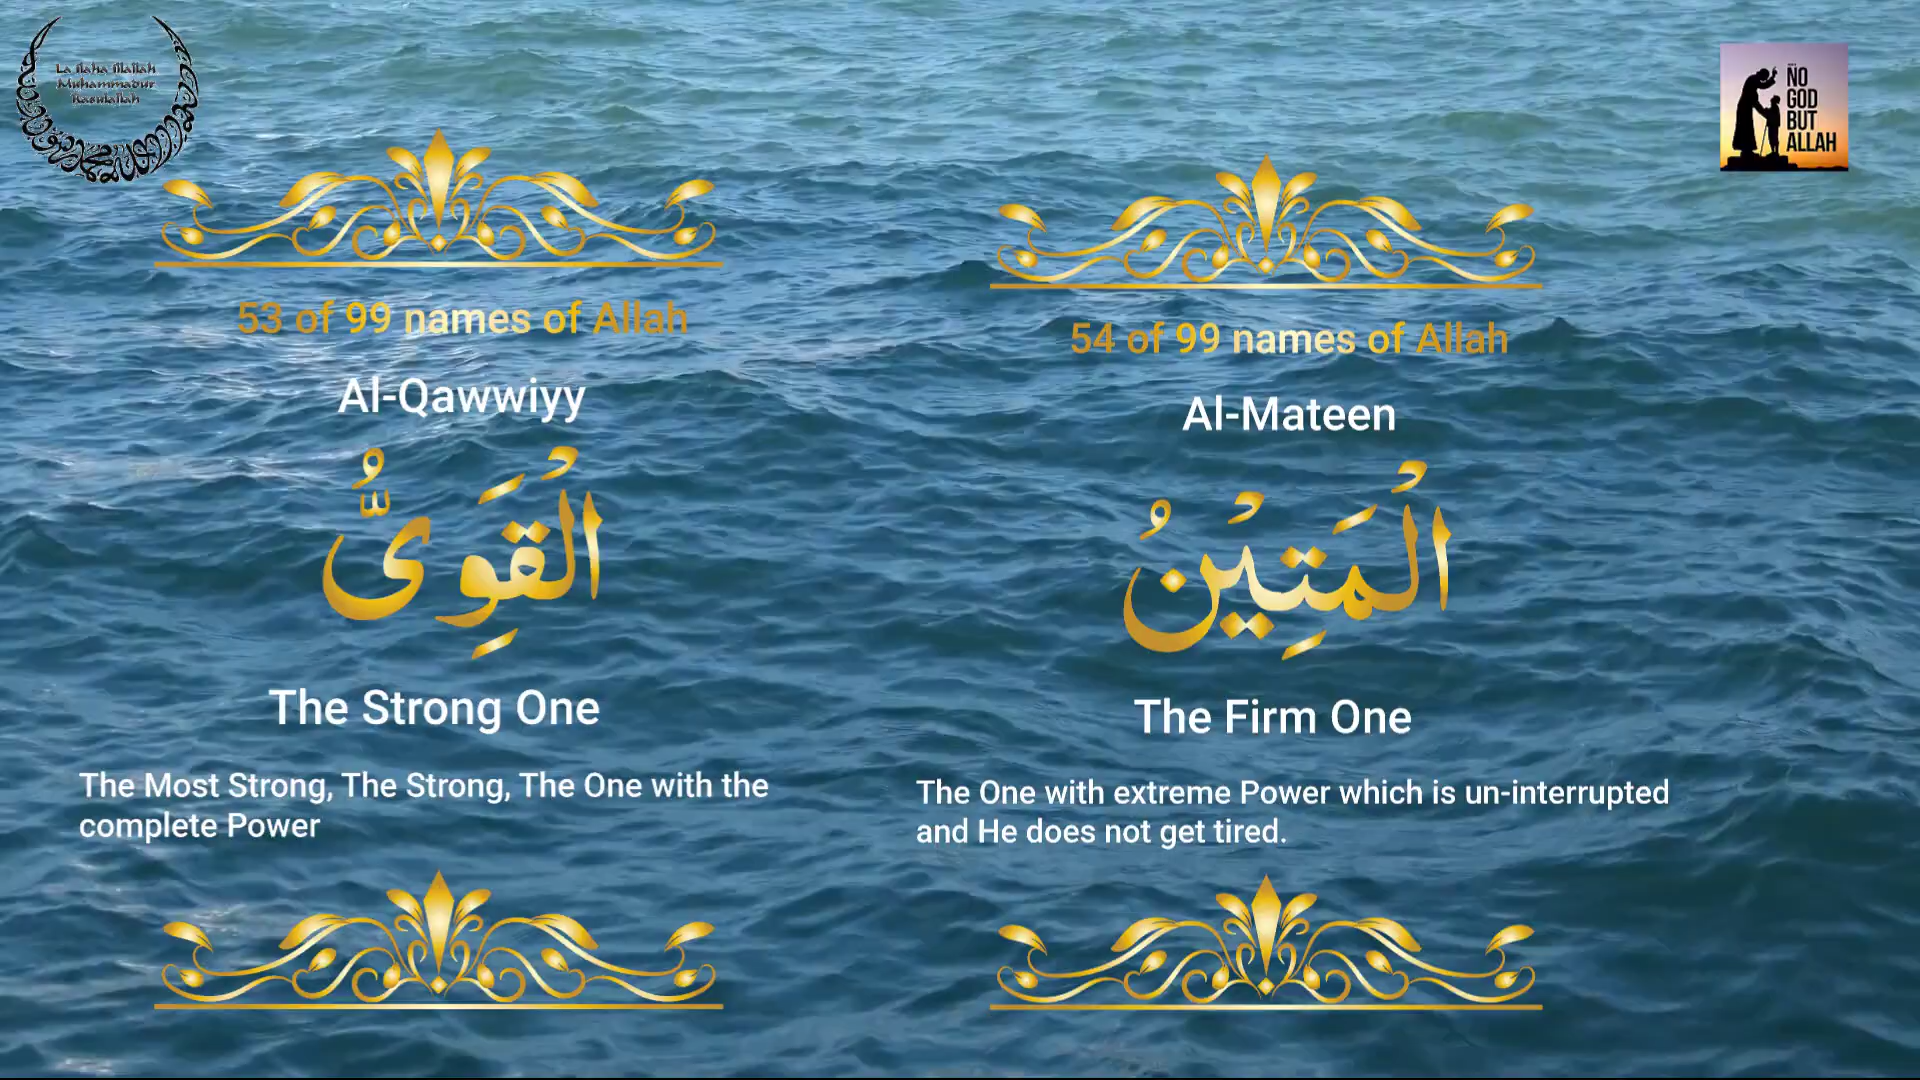 La ilaha illallah
Muhammadur
Rasulallah
NO
GOD
BUT
ALLAH
53 of 99 names of Allah
Al-Qawwiyy
الْقَوِىُّ
The Strong One
The Most Strong, The Strong, The One with the
complete Power
54 of 99 names of Allah
Al-Mateen
الْمَتِيْنُ
The Firm One
The One with extreme Power which is un-interrupted
and He does not get tired.